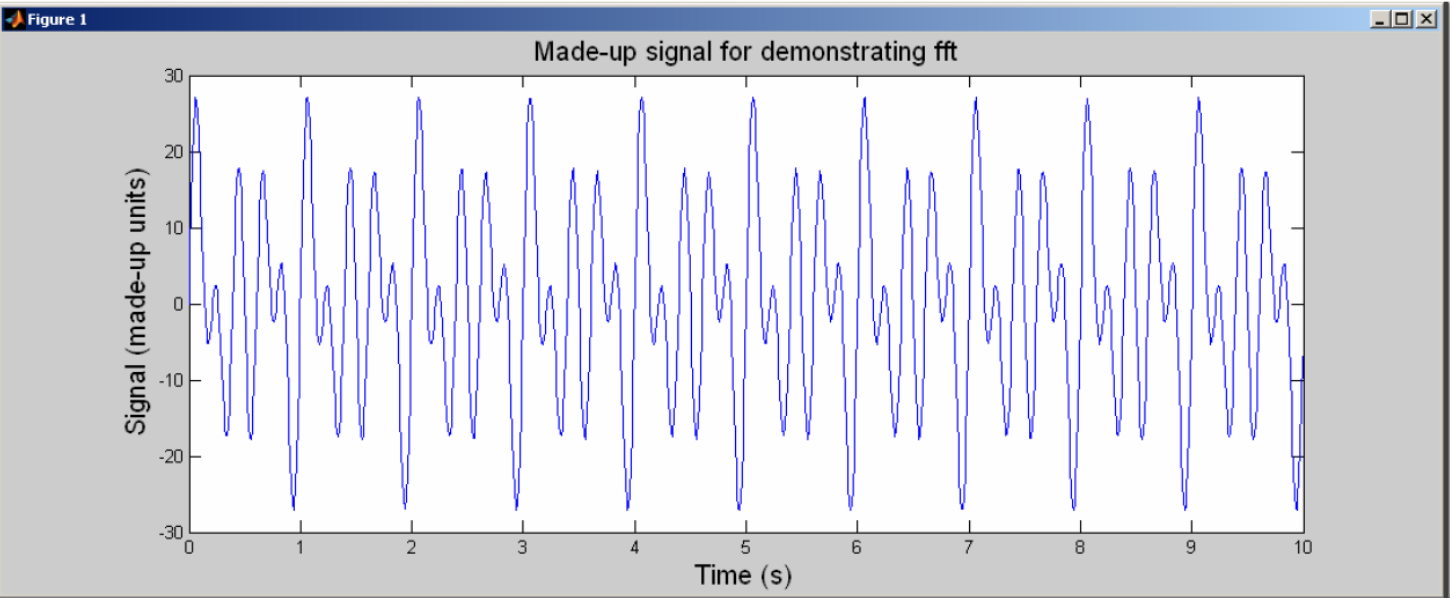 Figure 1
Made-up signal for demonstrating fft
30
20
10
0
-10
-20
-30
Signal (made-up units)
0 1 2 3 4 5 6 7 8 9 10
Time (s)